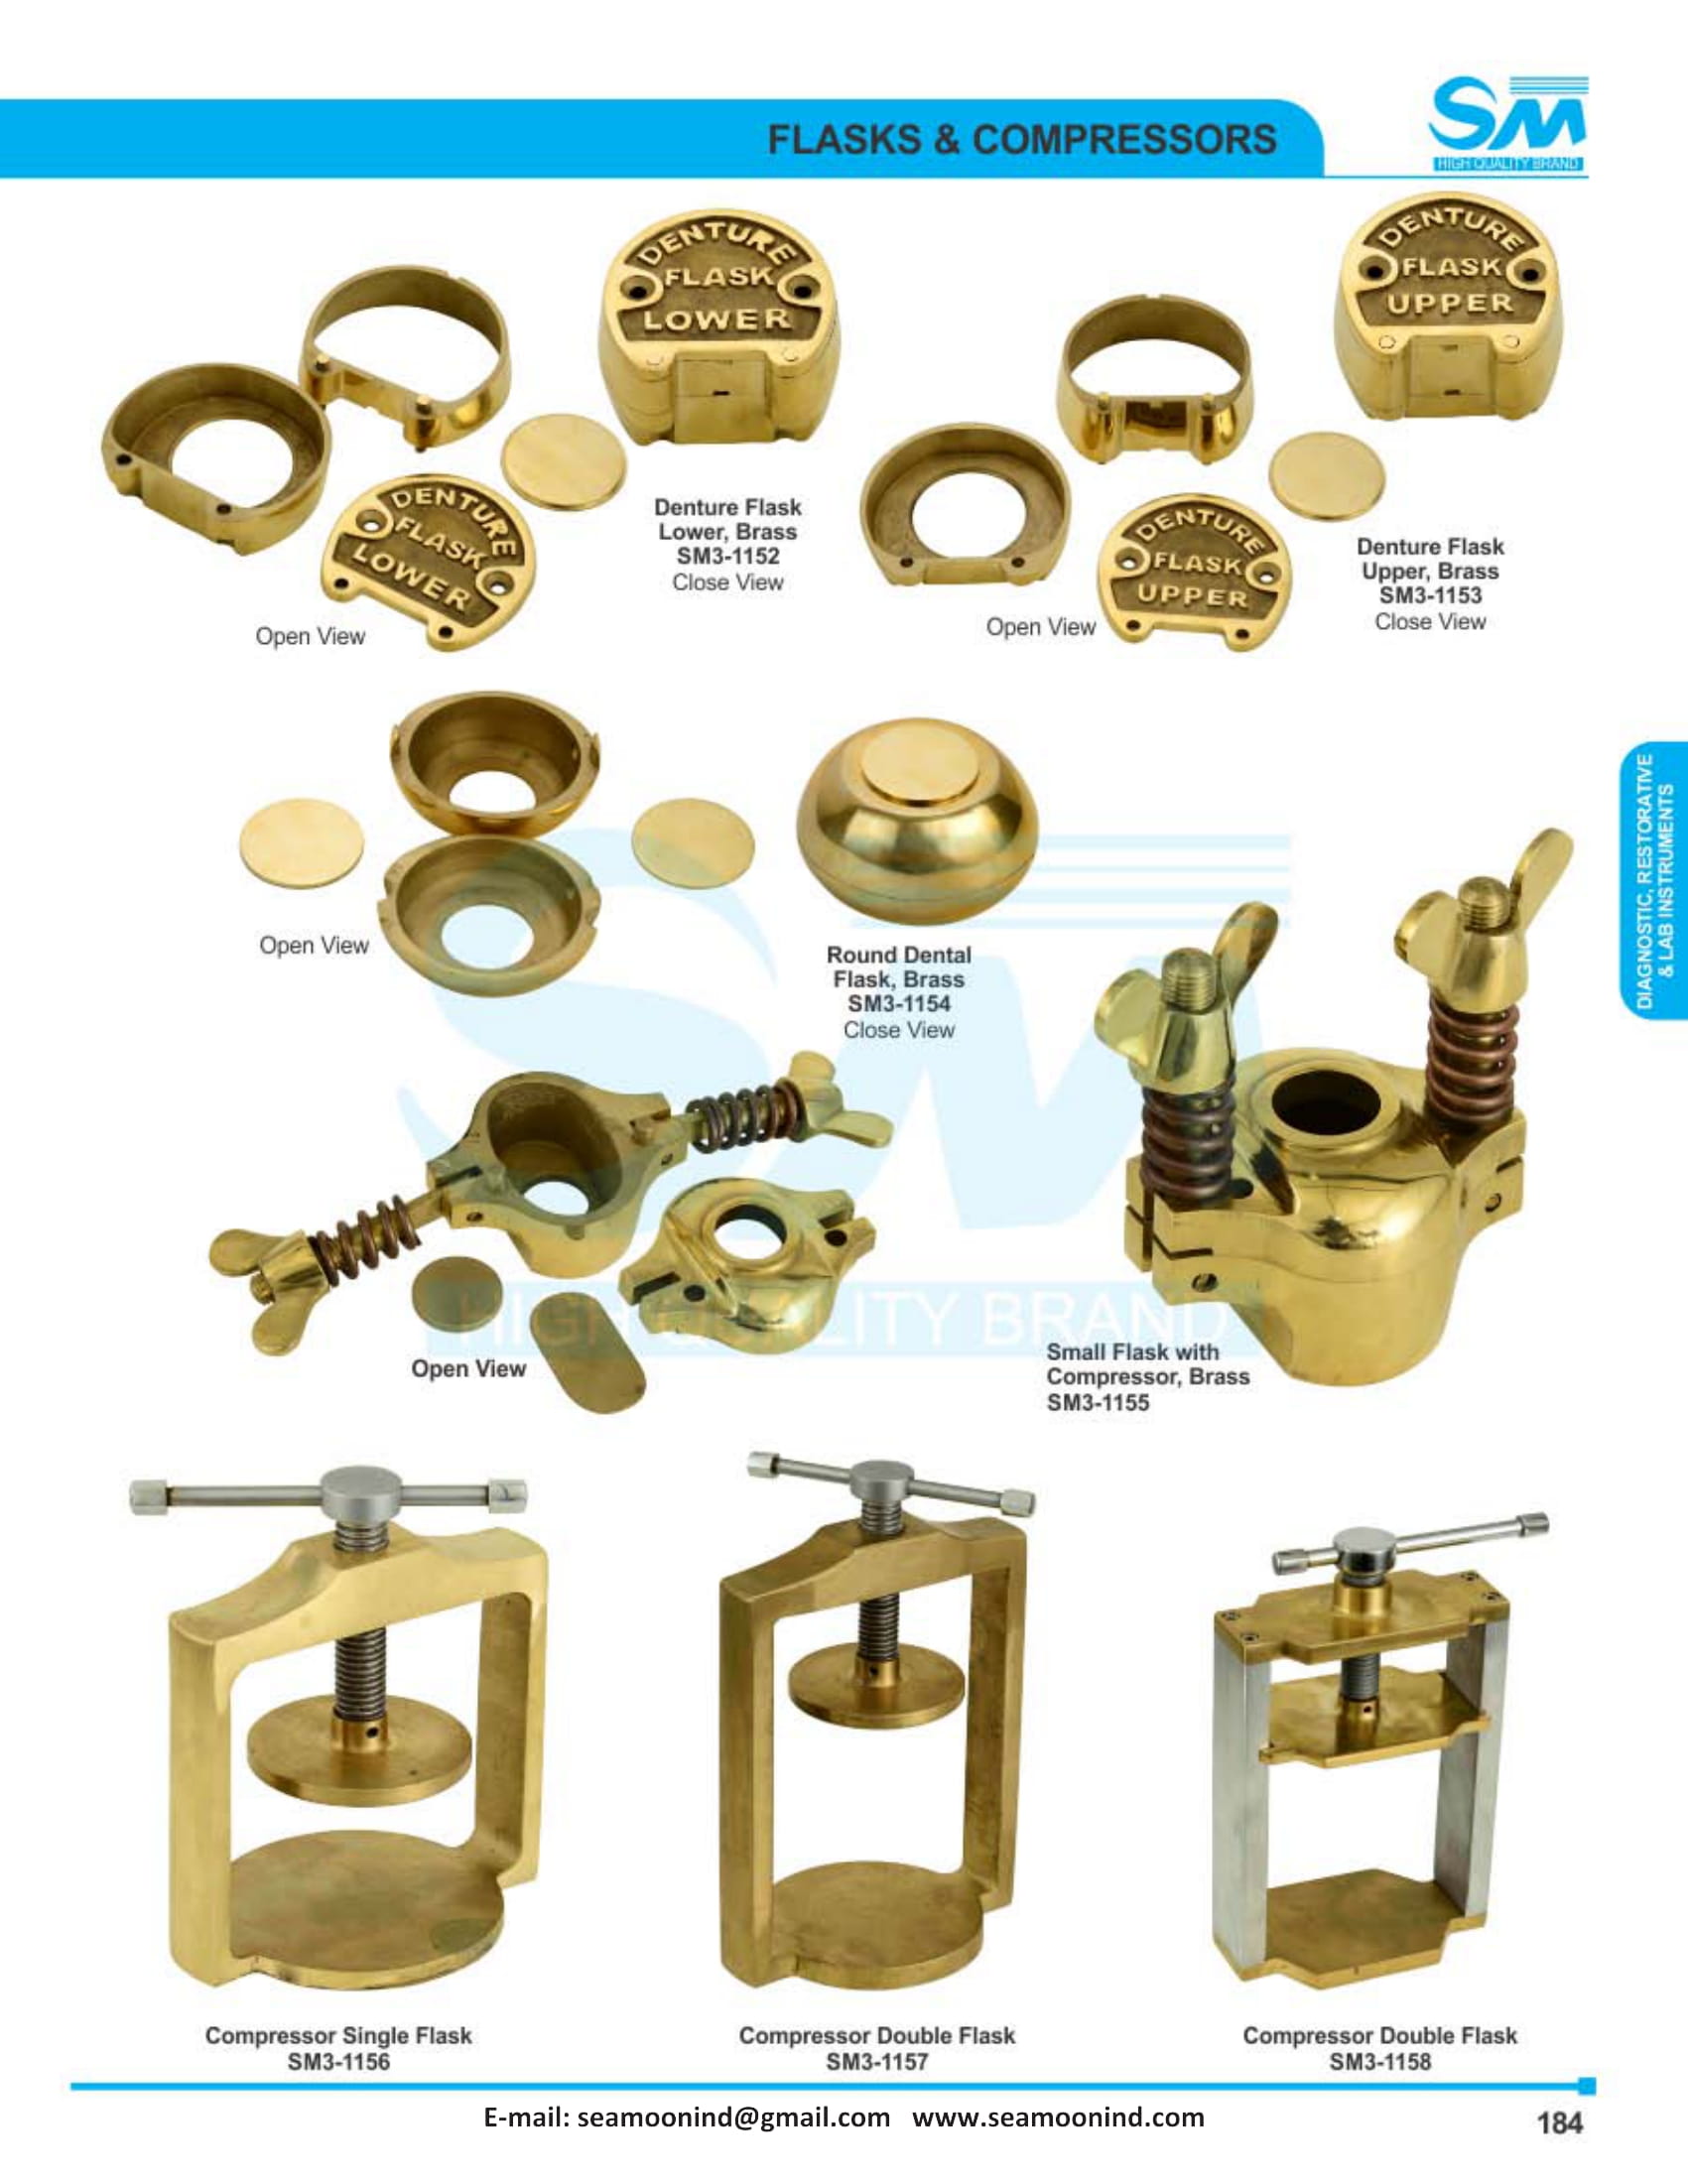 FLASKS & COMPRESSORS
SM
HIGH QUALITY BRAND
DENTURE
FLASK
LOWER
DENTURE
FLASK
UPPER
DENTURE
FLASK
LOWER
Open View
Denture Flask
Lower, Brass
SM3-1152
Close View
DENTURE
FLASK
UPPER
Open View
Denture Flask
Upper, Brass
SM3-1153
Close View
DIAGNOSTIC, RESTORATIVE
& LAB INSTRUMENTS
Open View
Round Dental
Flask, Brass
SM3-1154
Close View
SM
HIGH QUALITY BRAND
Open View
Small Flask with
Compressor, Brass
SM3-1155
Compressor Single Flask
SM3-1156
Compressor Double Flask
SM3-1157
Compressor Double Flask
SM3-1158
E-mail: seamoonind@gmail.com www.seamoonind.com
184